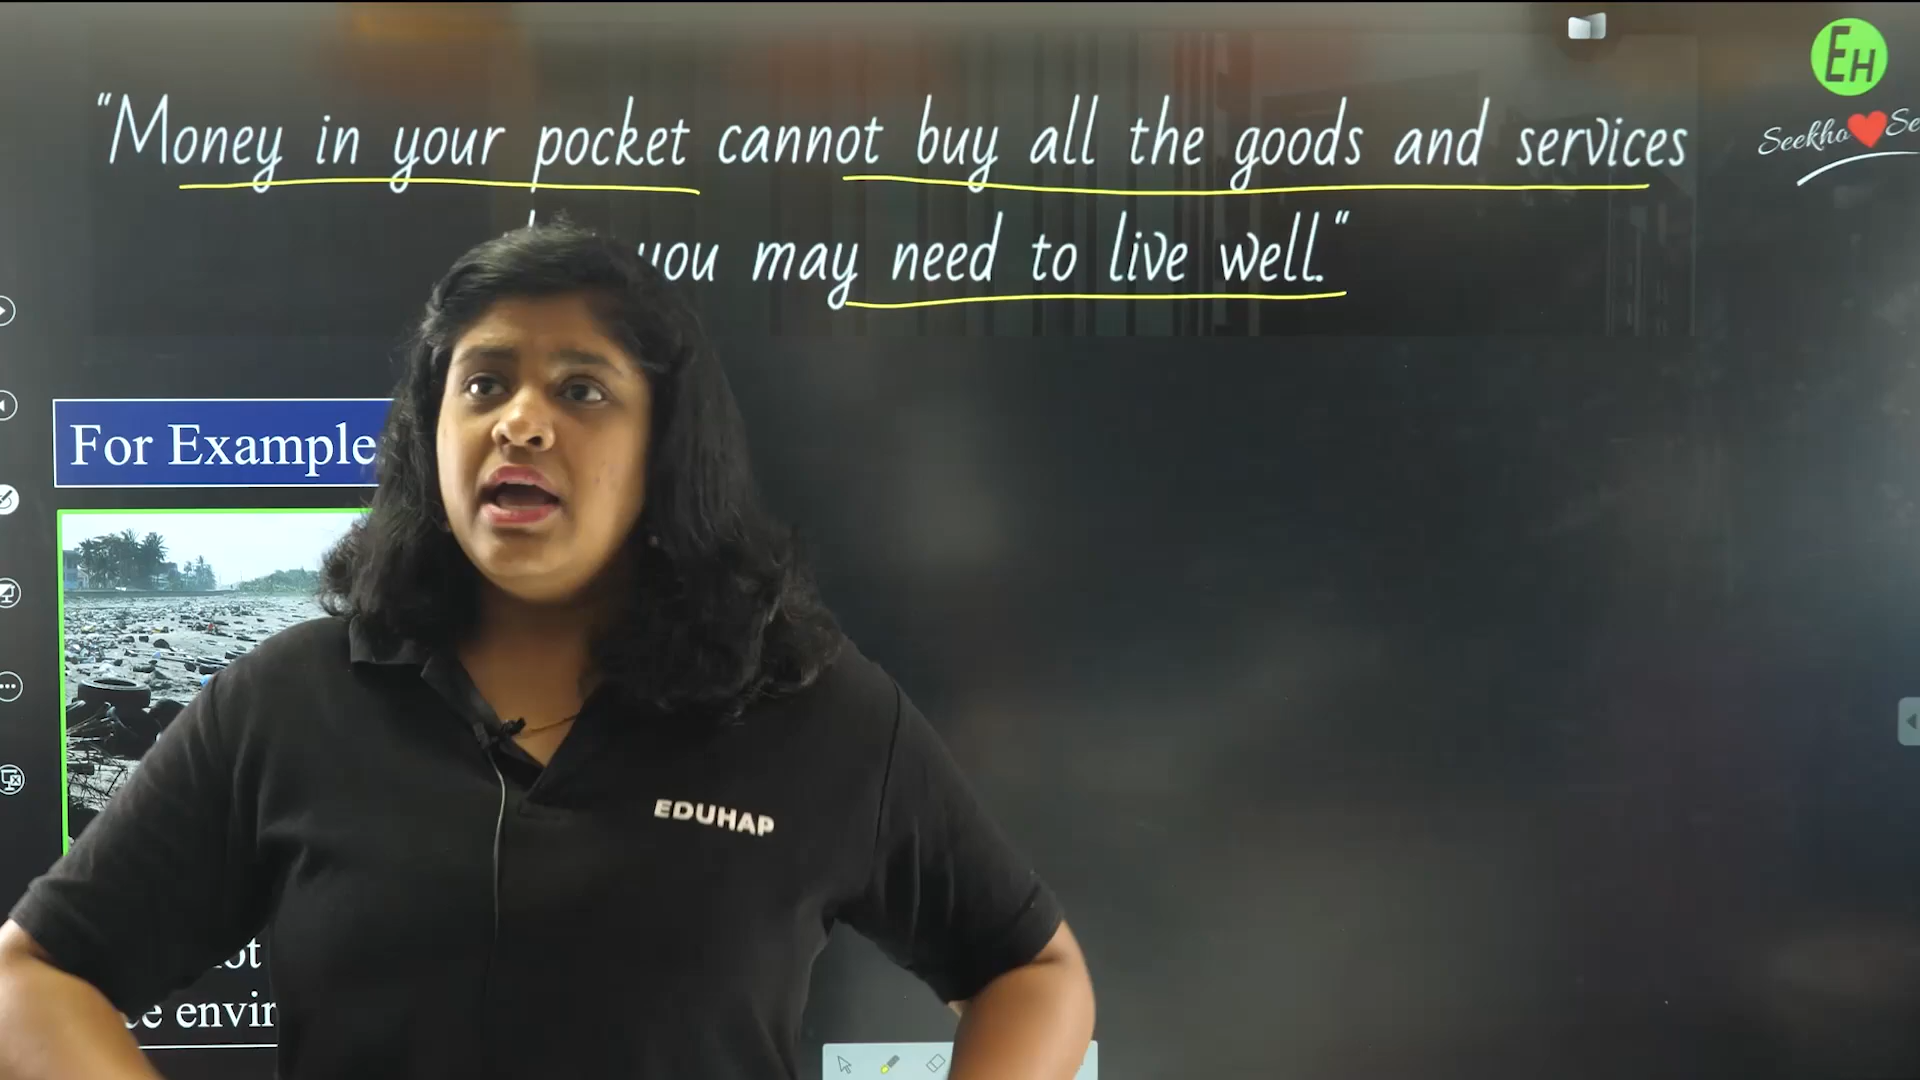 "Money in your pocket cannot buy all the goods and services
you may need to live well."
EH
Seekho
For Example
envir
EDUHAP